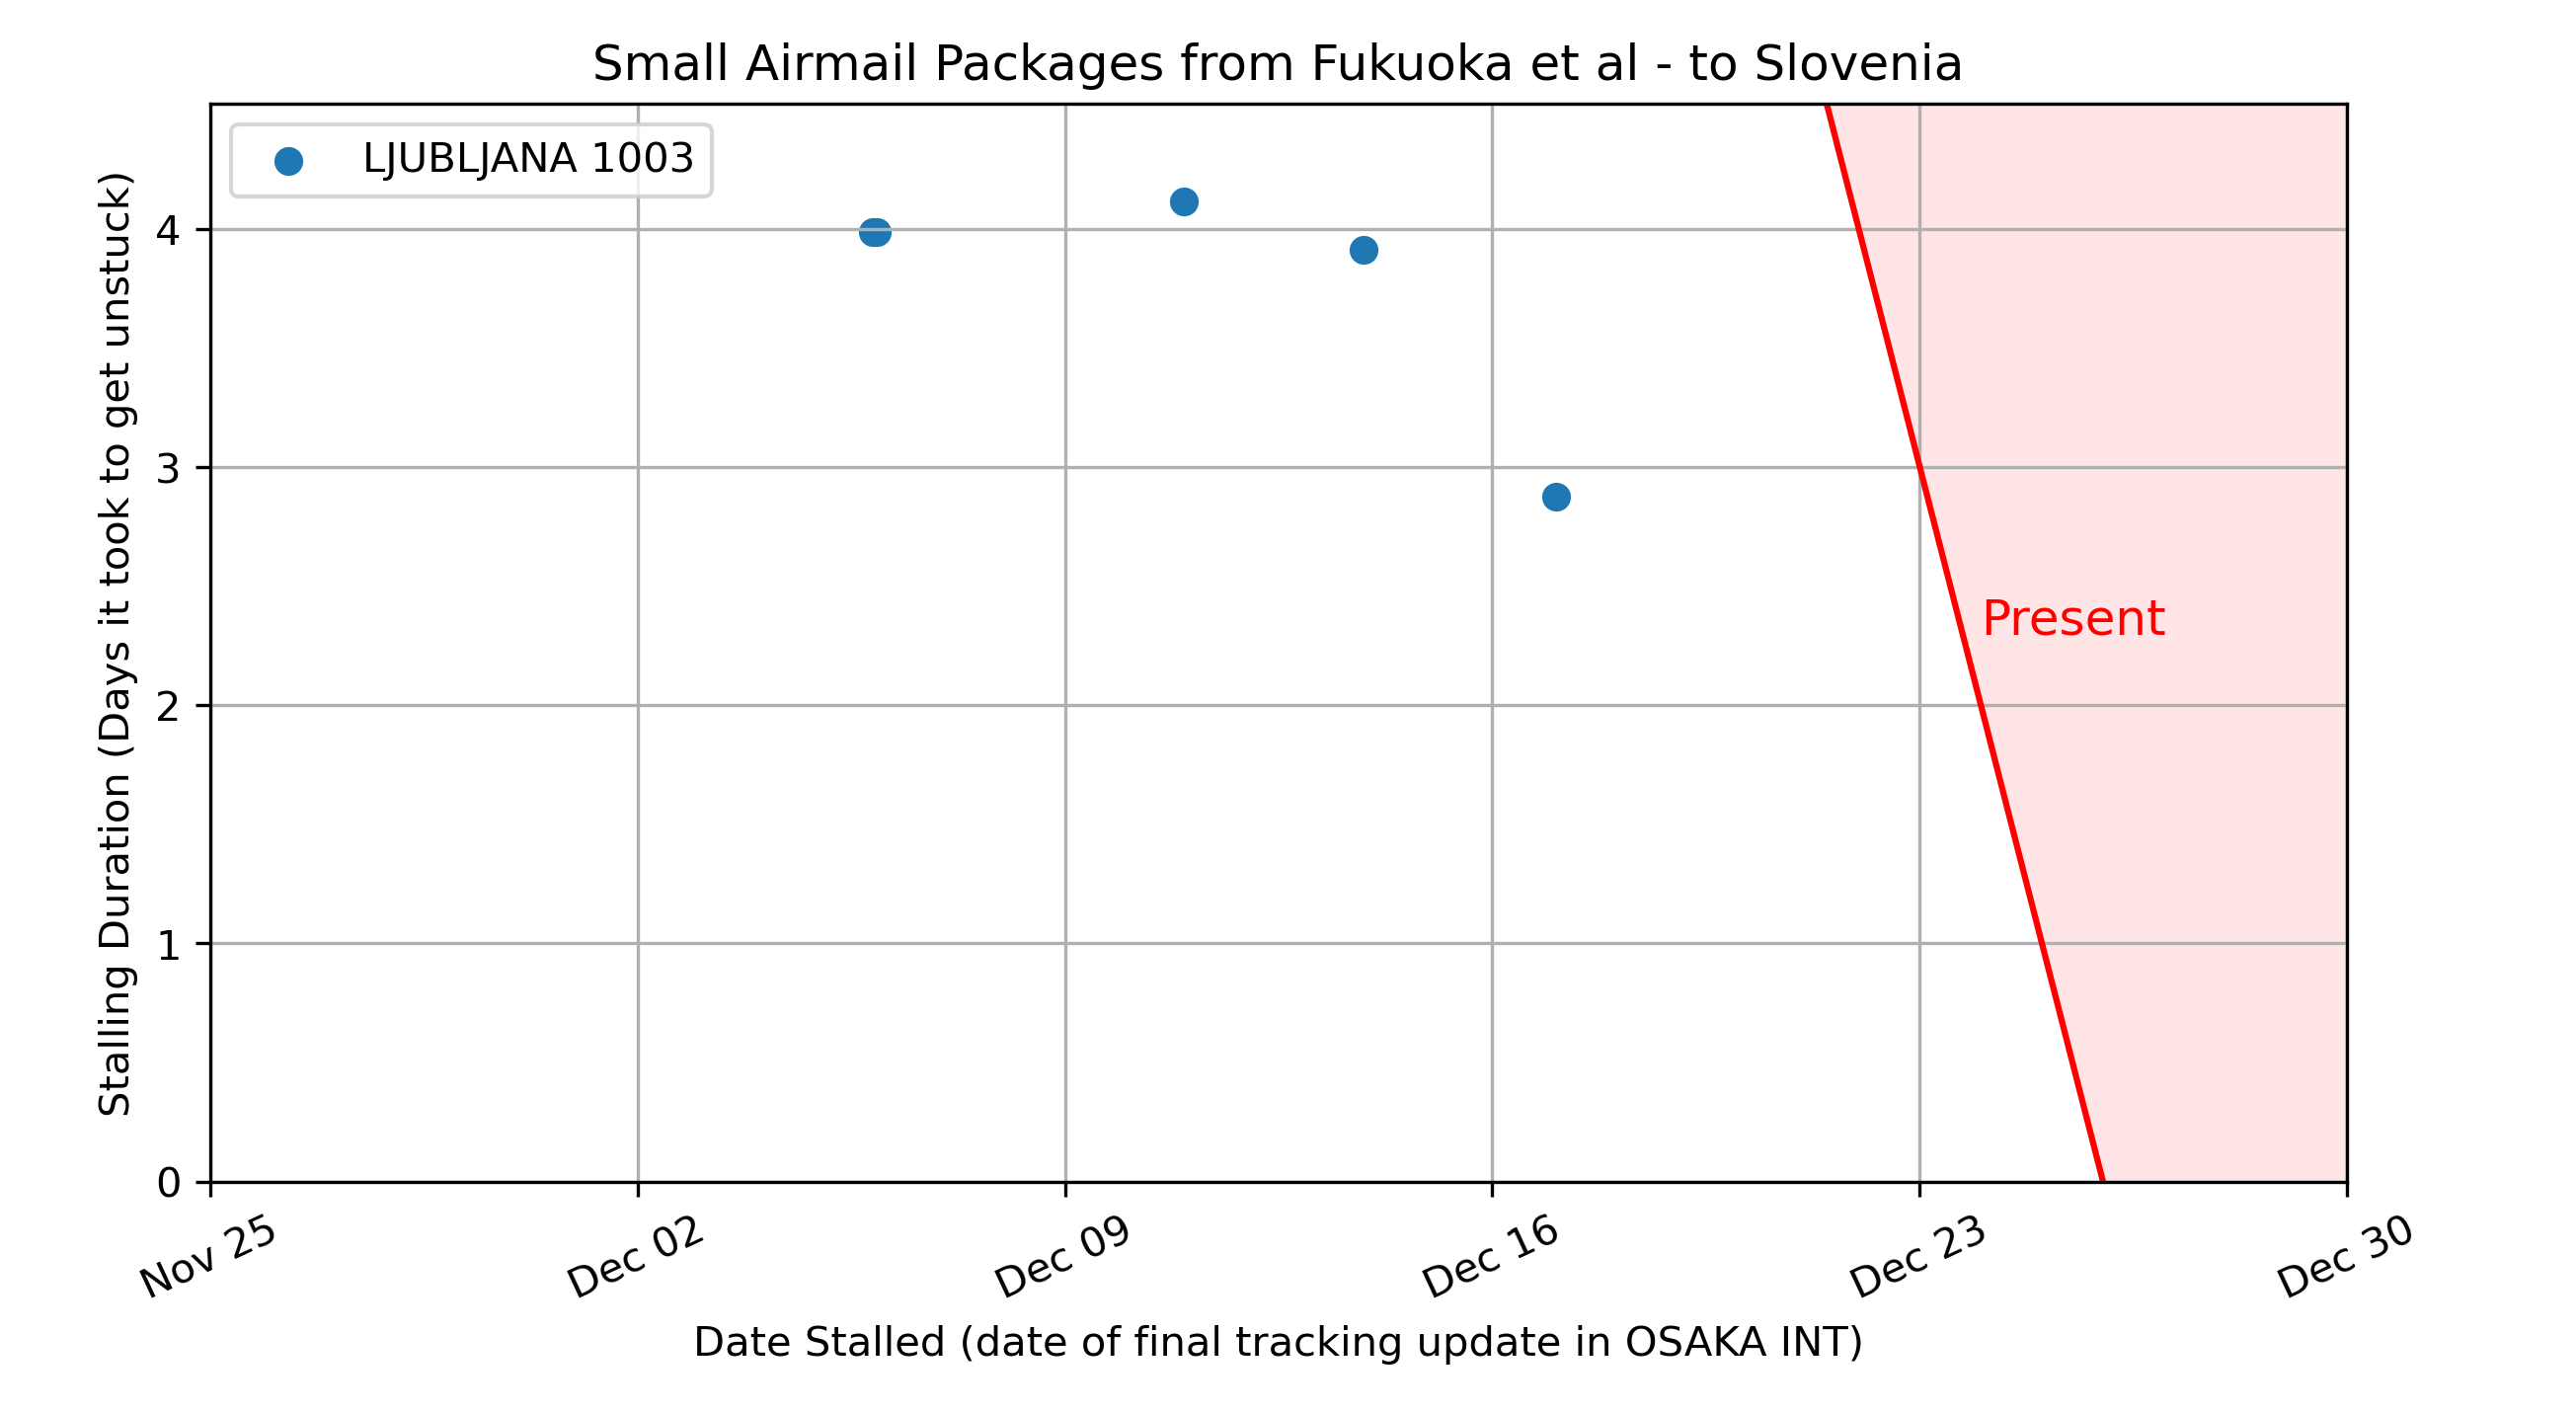 Small Airmail Packages from Fukuoka et al - to Slovenia
LJUBLJANA 1003
Stalling Duration (Days it took to get unstuck)
4
3
2
1
0
Present
Nov 25
Dec 02
Dec 09
Dec 16
Dec 23
Dec 30
Date Stalled (date of final tracking update in OSAKA INT)